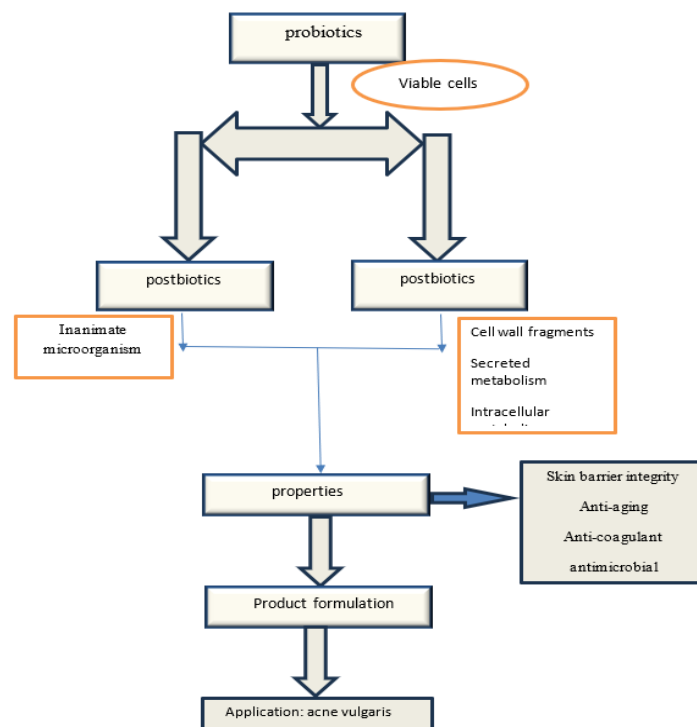 probiotics
Viable cells
postbiotics
postbiotics
Inanimate
microorganism
Cell wall fragments
Secreted
metabolism
Intracellular
properties
Skin barrier integrity
Anti-aging
Anti-coagulant
antimicrobial
Product formulation
Application: acne vulgaris